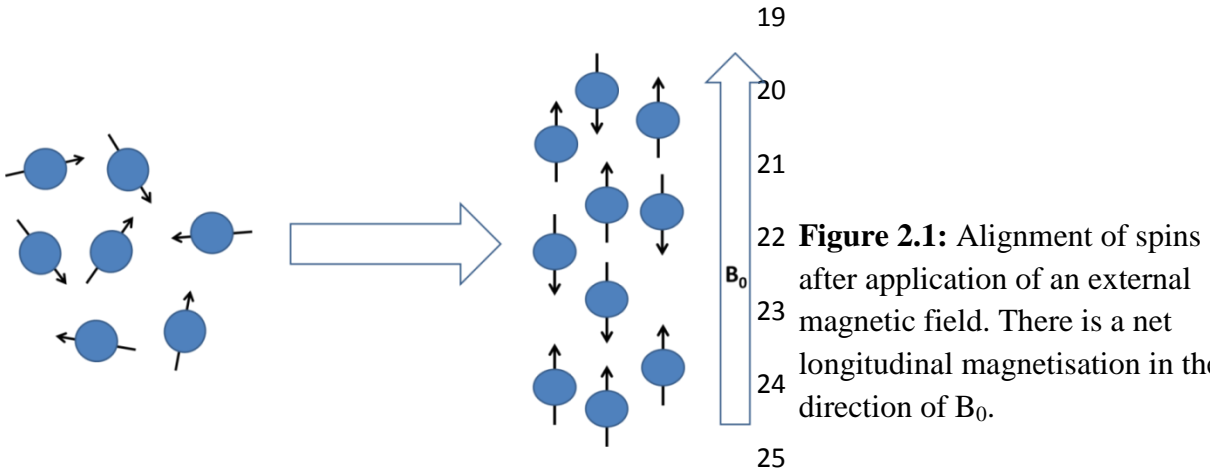 19
20
21
22 Figure 2.1: Alignment of spins
after application of an external
B0
23 magnetic field. There is a net
longitudinal magnetisation in the
24 direction of B0.
25